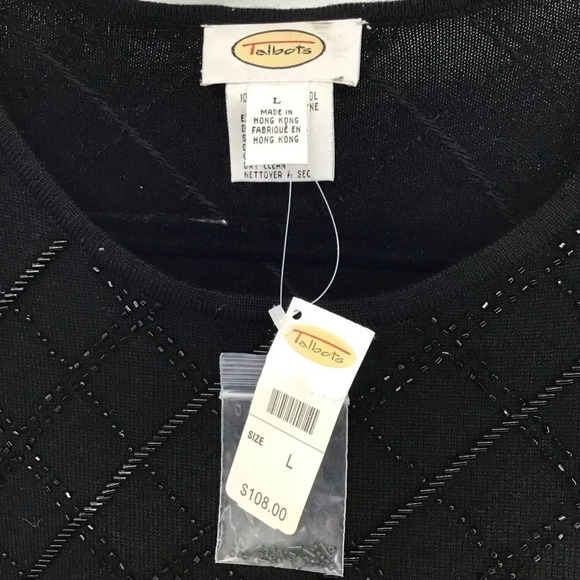 Talbots
L
MADE IN
HONG KONG
FABRIQUÉ EN
HONG KONG
DRY CLEAN
NETTOYER À SEC
Talbots
SIZE
L
$108.00